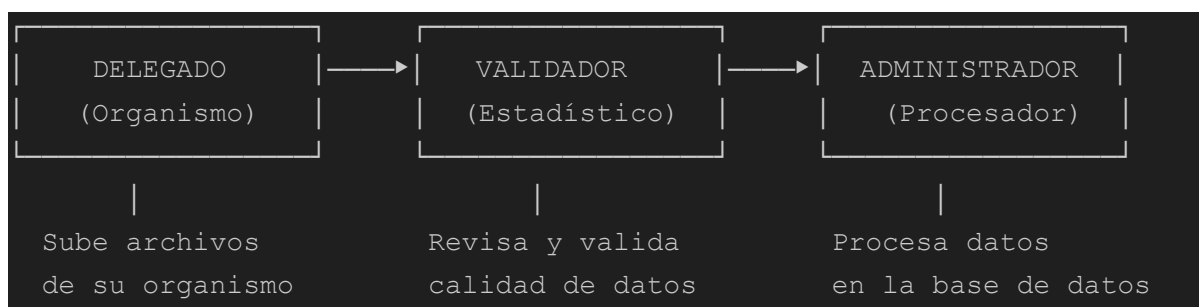 DELEGADO
(Organismo)
VALIDADOR
(Estadístico)
ADMINISTRADOR
(Procesador)
Sube archivos
de su organismo
Revisa y valida
calidad de datos
Procesa datos
en la base de datos